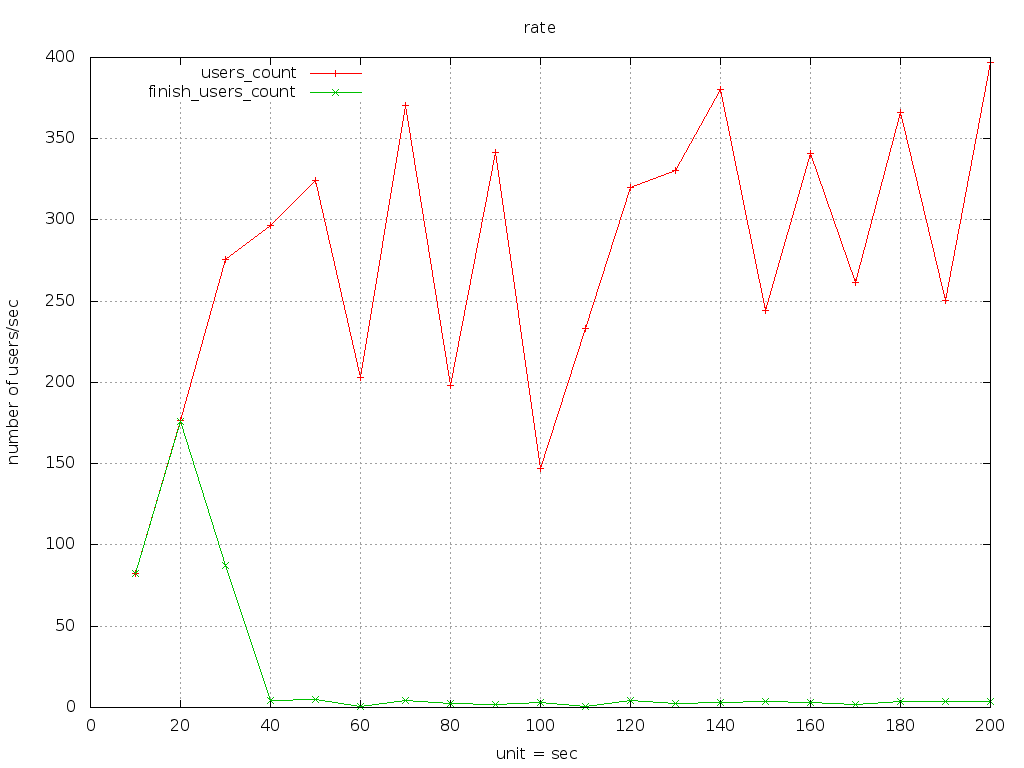 rate
users_count
finish_users_count
400
350
300
250
200
150
100
50
0
number of users/sec
0 20 40 60 80 100 120 140 160 180 200
unit = sec